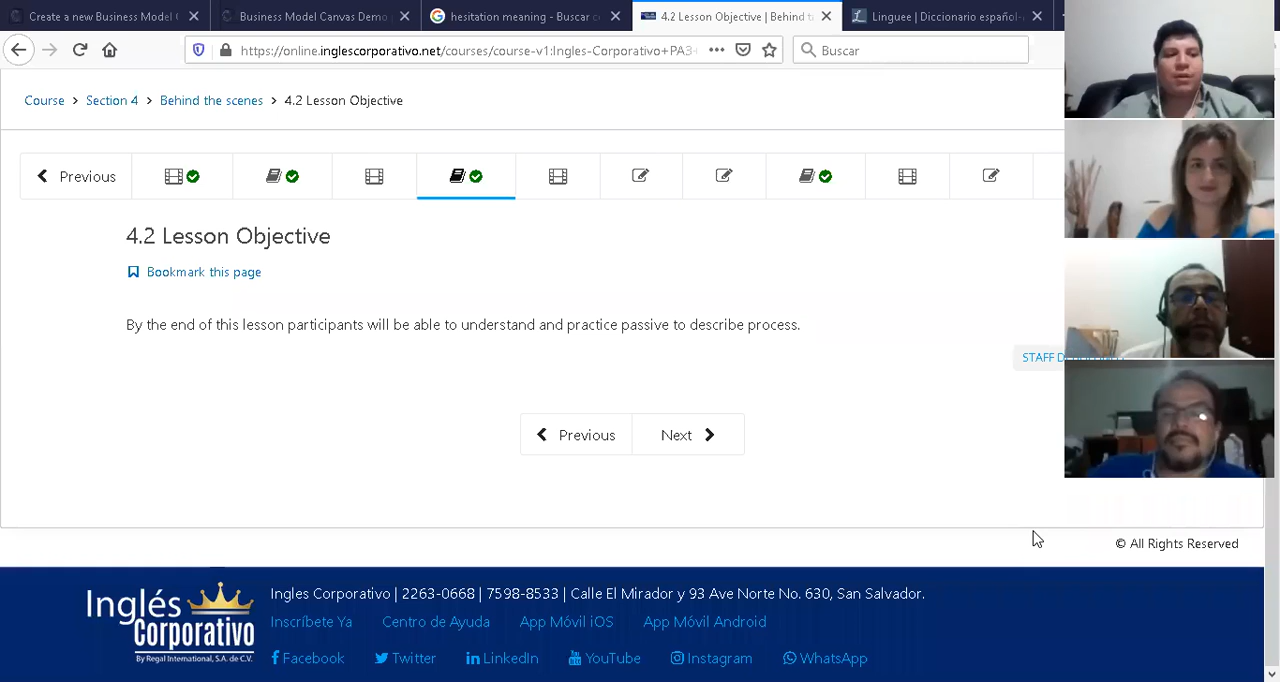 Create a new Business Model C
Business Model Canvas Demo
hesitation meaning - Buscar c
4.2 Lesson Objective | Behind t
Linguee | Diccionario español-
https://online.inglescorporativo.net/courses/course-v1:Ingles-Corporativo+PA3+
Buscar
Course > Section 4 > Behind the scenes > 4.2 Lesson Objective
Previous
4.2 Lesson Objective
Bookmark this page
By the end of this lesson participants will be able to understand and practice passive to describe process.
STAFF
Previous
Next
© All Rights Reserved
Inglés Corporativo
By Regal International, S.A. de C.V.
Ingles Corporativo | 2263-0668 | 7598-8533 | Calle El Mirador y 93 Ave Norte No. 630, San Salvador.
Inscríbete Ya
Centro de Ayuda
App Móvil iOS
App Móvil Android
Facebook
Twitter
LinkedIn
YouTube
Instagram
WhatsApp